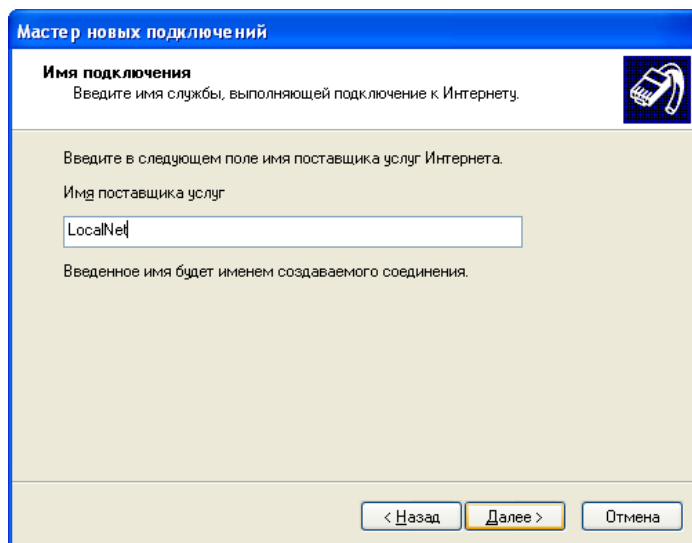 Мастер новых подключений
Имя подключения
Введите имя службы, выполняющей подключение к Интернету.
Введите в следующем поле имя поставщика услуг Интернета.
Имя поставщика услуг
LocalNet
Введенное имя будет именем создаваемого соединения.
< Назад Далее > Отмена